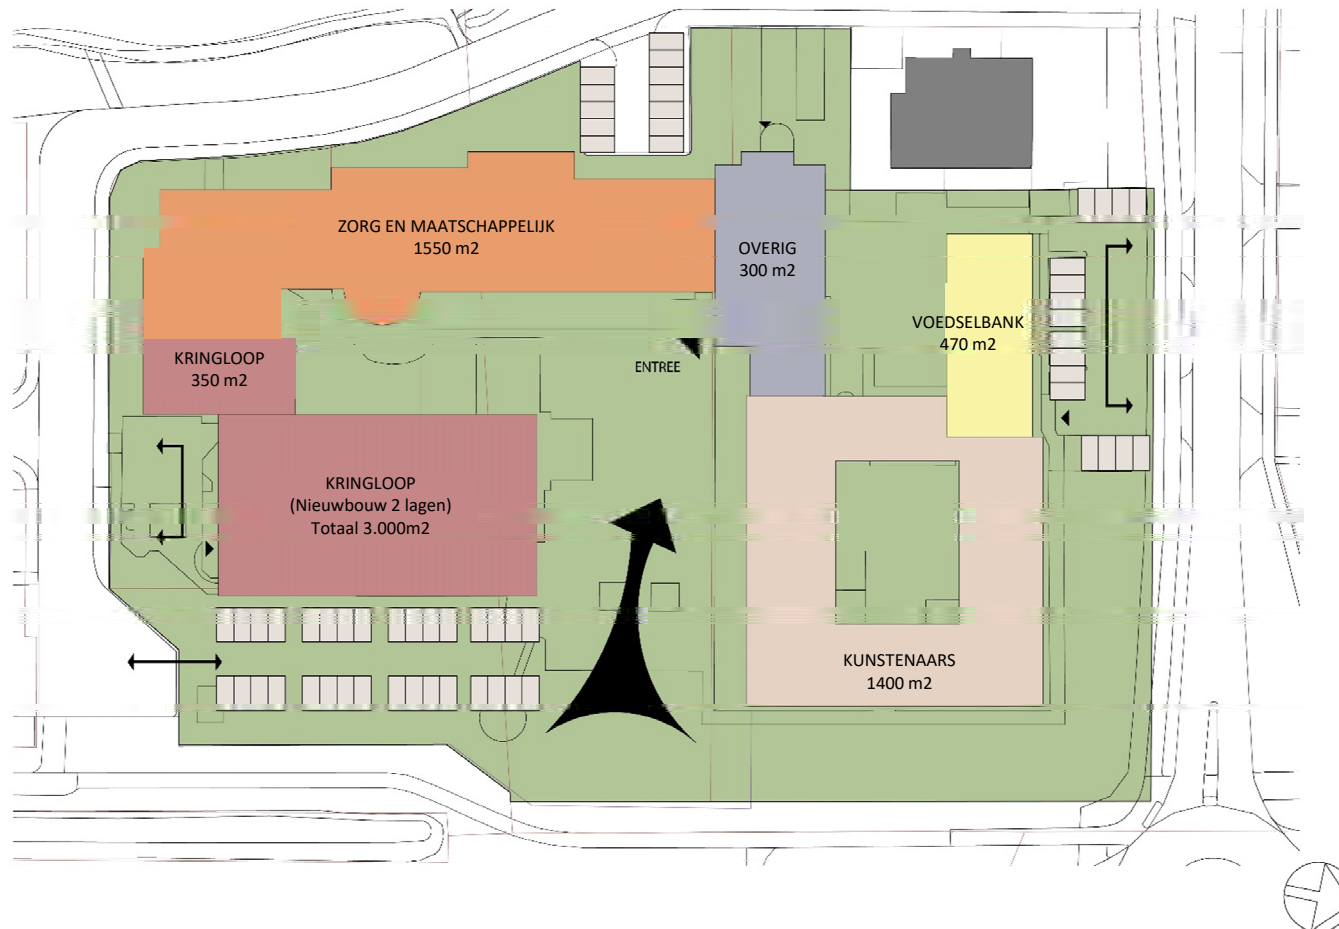 ZORG EN MAATSCHAPPELIJK
1550 m2
OVERIG
300 m2
VOEDSELBANK
470 m2
KRINGLOOP
350 m2
ENTREE
KRINGLOOP
(Nieuwbouw 2 lagen)
Totaal 3.000m2
KUNSTENAARS
1400 m2